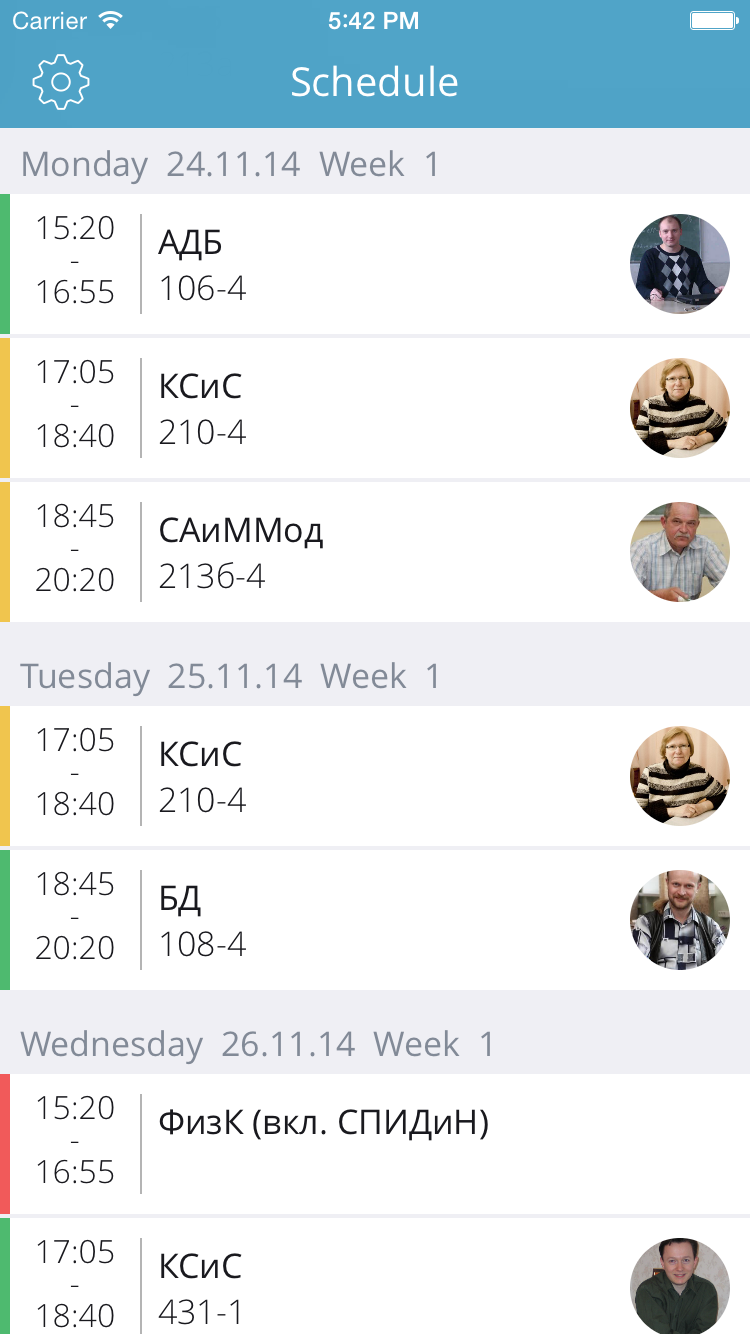 Carrier 5:42 PM
Schedule
Monday 24.11.14 Week 1
15:20
-
16:55
АДБ
106-4
17:05
-
18:40
КСиС
210-4
18:45
-
20:20
САиММод
213б-4
Tuesday 25.11.14 Week 1
17:05
-
18:40
КСиС
210-4
18:45
-
20:20
БД
108-4
Wednesday 26.11.14 Week 1
15:20
-
16:55
ФизК (вкл. СПИДиН)
17:05
-
18:40
КСиС
431-1